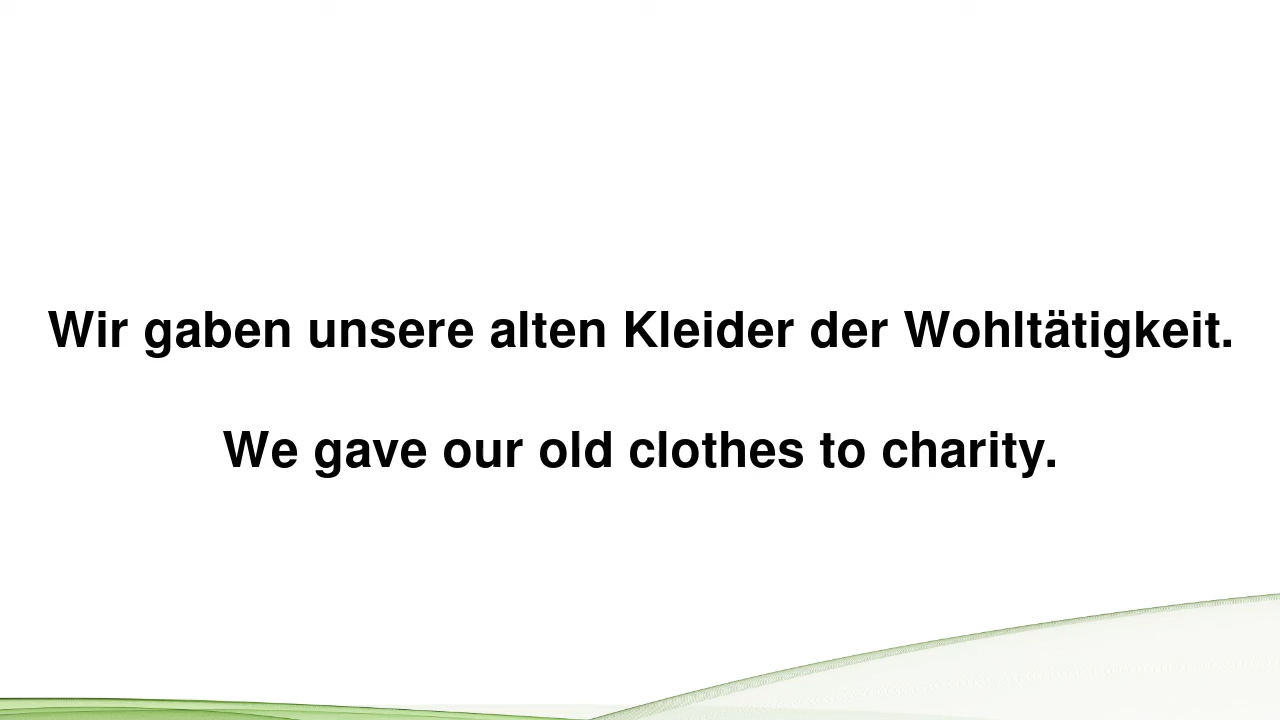 Wir gaben unsere alten Kleider der Wohltätigkeit.
We gave our old clothes to charity.